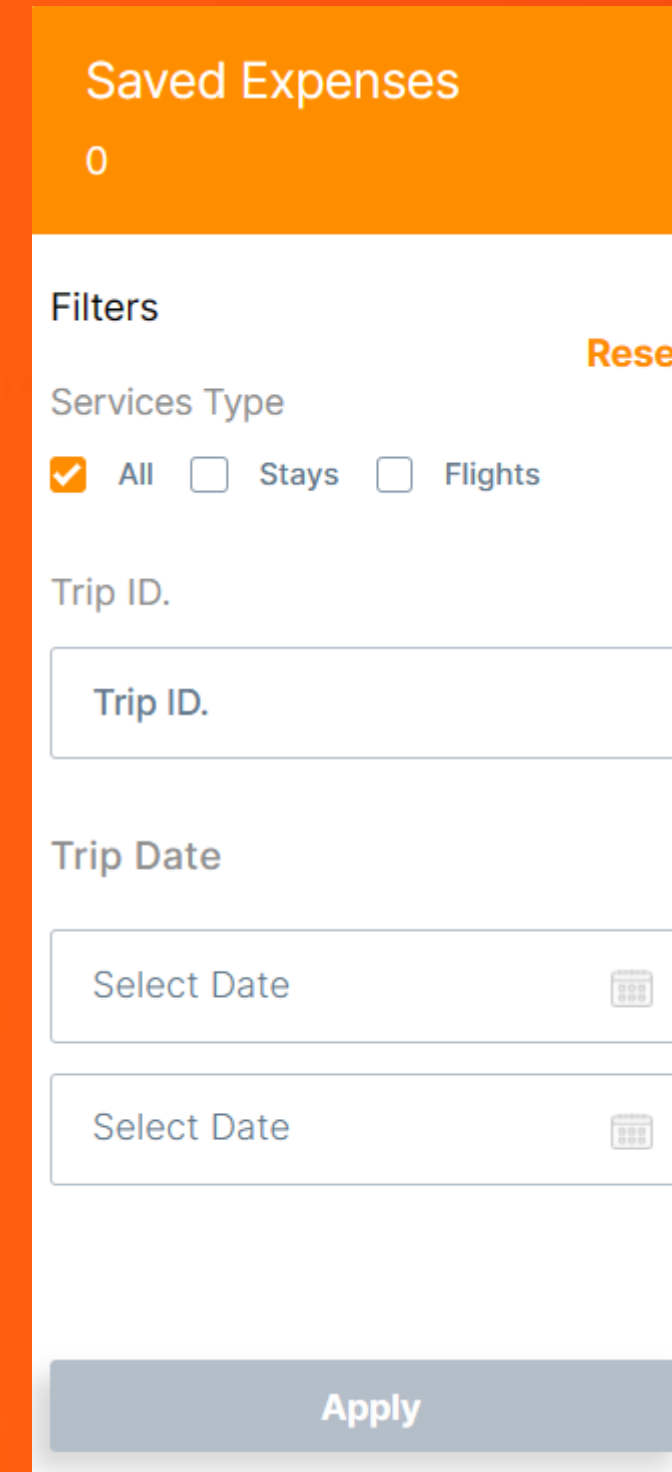 Saved Expenses
0
Filters
Rese
Services Type
All Stays Flights
Trip ID.
Trip ID.
Trip Date
Select Date
Select Date
Apply